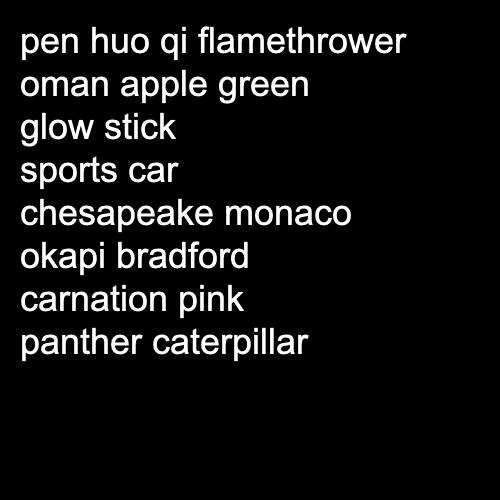 pen huo qi flamethrower
oman apple green
glow stick
sports car
chesapeake monaco
okapi bradford
carnation pink
panther caterpillar